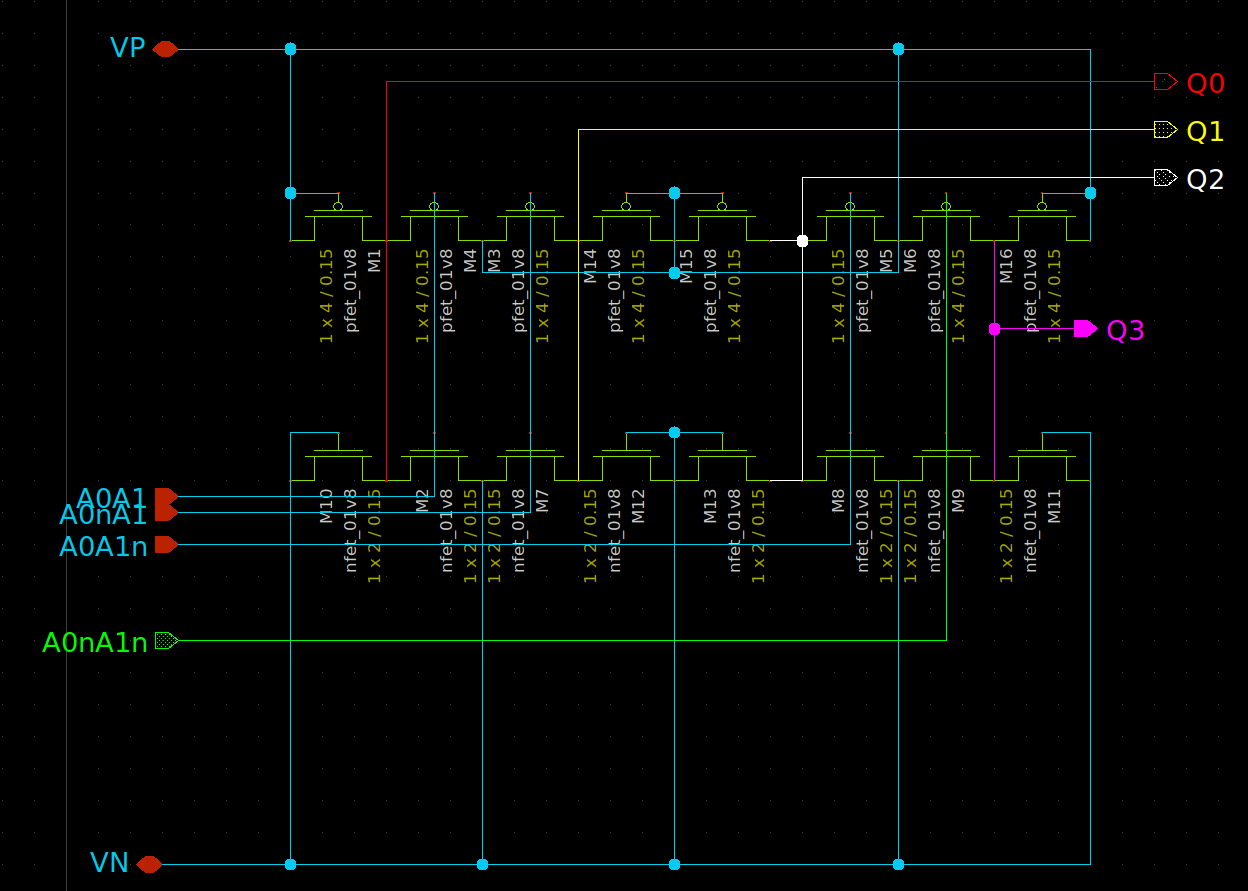 VP
Q0
Q1
Q2
1 x 4 / 0.15
pfet_01v8
M1
1 x 4 / 0.15
pfet_01v8
M4
M3
pfet_01v8
1 x 4 / 0.15
M14
pfet_01v8
1 x 4 / 0.15
M15
pfet_01v8
1 x 4 / 0.15
1 x 4 / 0.15
pfet_01v8
M5
M6
pfet_01v8
1 x 4 / 0.15
M16
pfet_01v8
1 x 4 / 0.15
Q3
A0A1
A0nA1
A0A1n
A0nA1n
M10
nfet_01v8
1 x 2 / 0.15
M2
nfet_01v8
1 x 2 / 0.15
1 x 2 / 0.15
nfet_01v8
M7
1 x 2 / 0.15
nfet_01v8
M12
M13
nfet_01v8
1 x 2 / 0.15
M8
nfet_01v8
1 x 2 / 0.15
1 x 2 / 0.15
nfet_01v8
M9
1 x 2 / 0.15
nfet_01v8
M11
VN